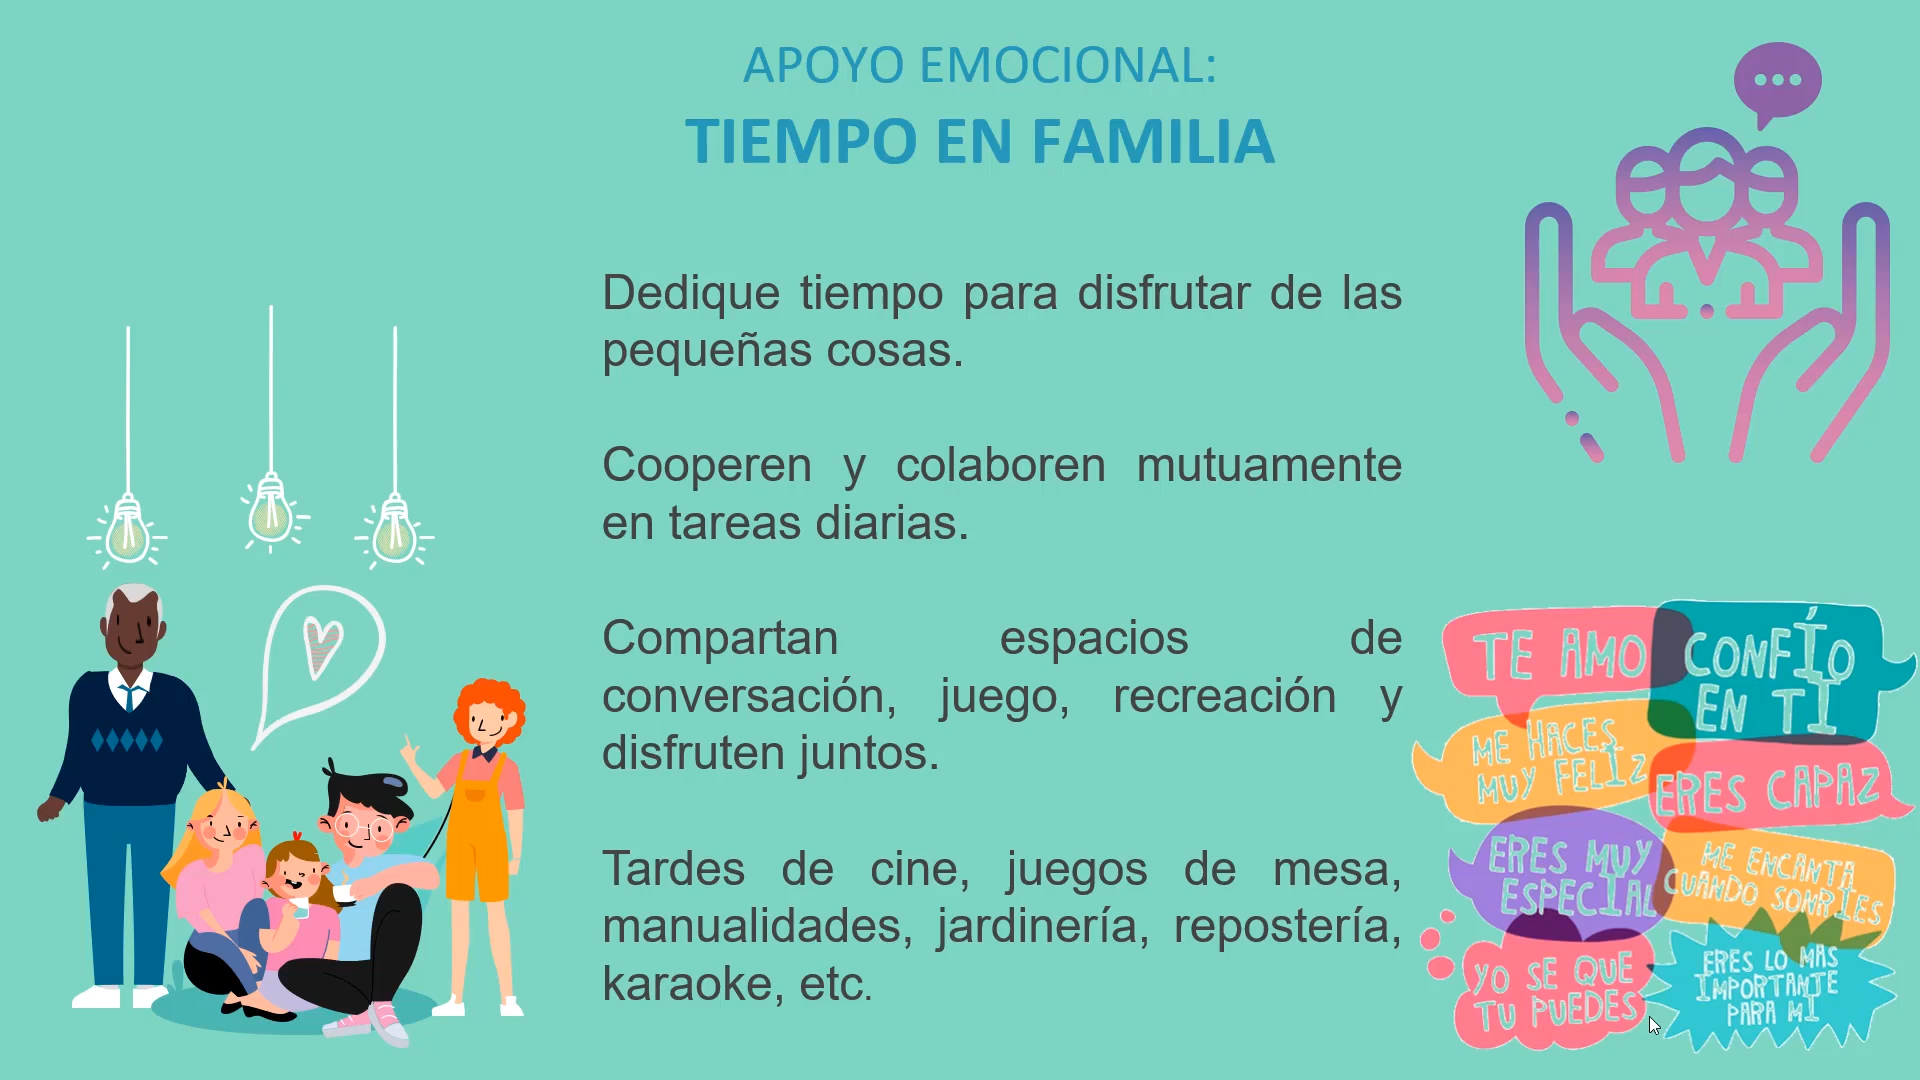 APOYO EMOCIONAL:
TIEMPO EN FAMILIA
Dedique tiempo para disfrutar de las
pequeñas cosas.
Cooperen y colaboren mutuamente
en tareas diarias.
Compartan espacios de
conversación, juego, recreación y
disfruten juntos.
Tardes de cine, juegos de mesa,
manualidades, jardinería, repostería,
karaoke, etc.
TE AMO
CONFÍO
EN TI
ME HACES
MUY FELIZ
ERES CAPAZ
ERES MUY
ESPECIAL
ME ENCANTA
CUANDO SONRIES
YO SE QUE
TU PUEDES
ERES LO MAS
IMPORTANTE
PARA MI